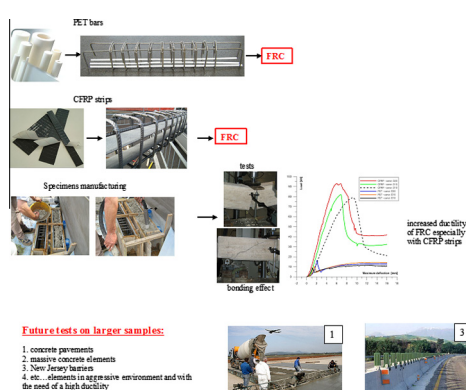 PET bars
FRC
CFRP strips
FRC
Specimens manufacturing
tests
bonding effect
increased ductility
of FRC especially
with CFRP strips
Future tests on larger samples:
1. concrete pavements
2. massive concrete elements
3. New Jersey barriers
4. etc...elements in aggressive environment and with
the need of a high ductility
1
3